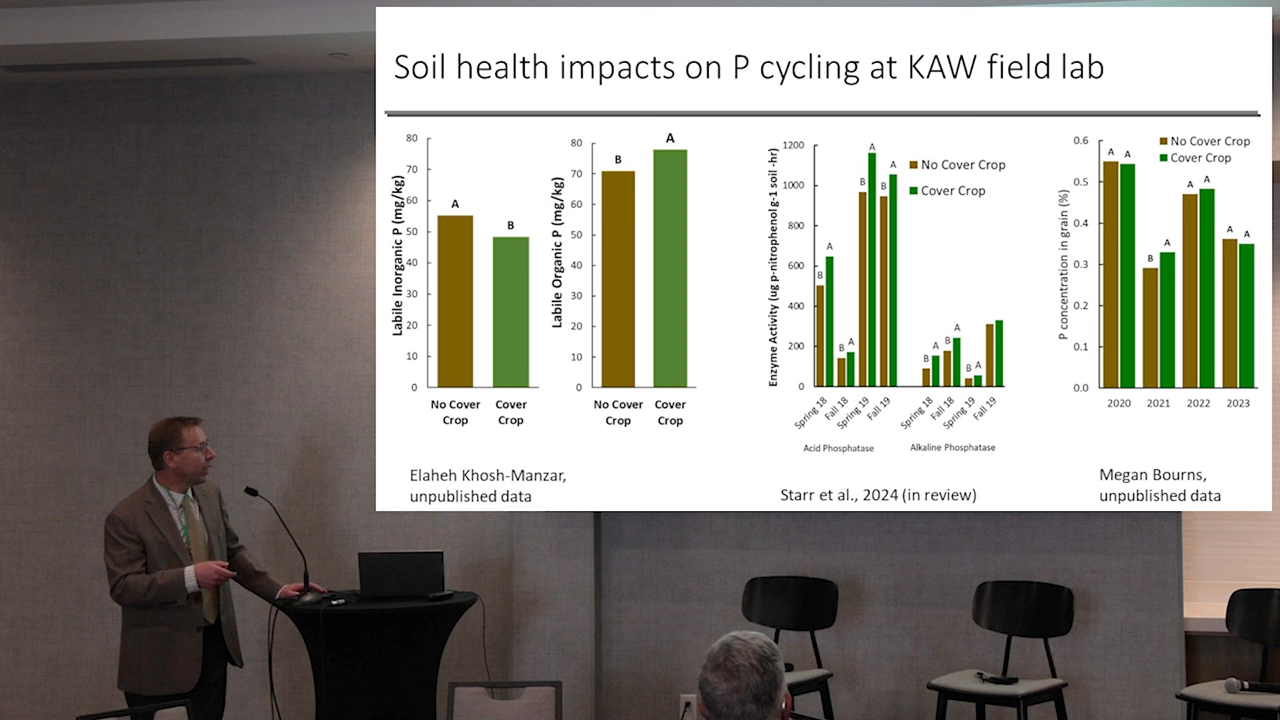 Soil health impacts on P cycling at KAW field lab
Labile Inorganic P (mg/kg)
80
70
60
50
40
30
20
10
0
A
B
No Cover Crop
Cover Crop
Labile Organic P (mg/kg)
80
70
60
50
40
30
20
10
0
B
A
No Cover Crop
Cover Crop
Elaheh Khosh-Manzar,
unpublished data
Enzyme Activity (ug p-nitrophenol g-1 soil -hr)
1200
1000
800
600
400
200
0
No Cover Crop
Cover Crop
B
A
B
A
B
A
B
A
B
A
B
A
B
A
Spring 18
Fall 18
Spring 19
Fall 19
Spring 18
Fall 18
Spring 19
Fall 19
Acid Phosphatase
Alkaline Phosphatase
Starr et al., 2024 (in review)
P concentration in grain (%)
0.6
0.5
0.4
0.3
0.2
0.1
0.0
No Cover Crop
Cover Crop
A
A
B
A
A
A
A
A
2020
2021
2022
2023
Megan Bourns,
unpublished data